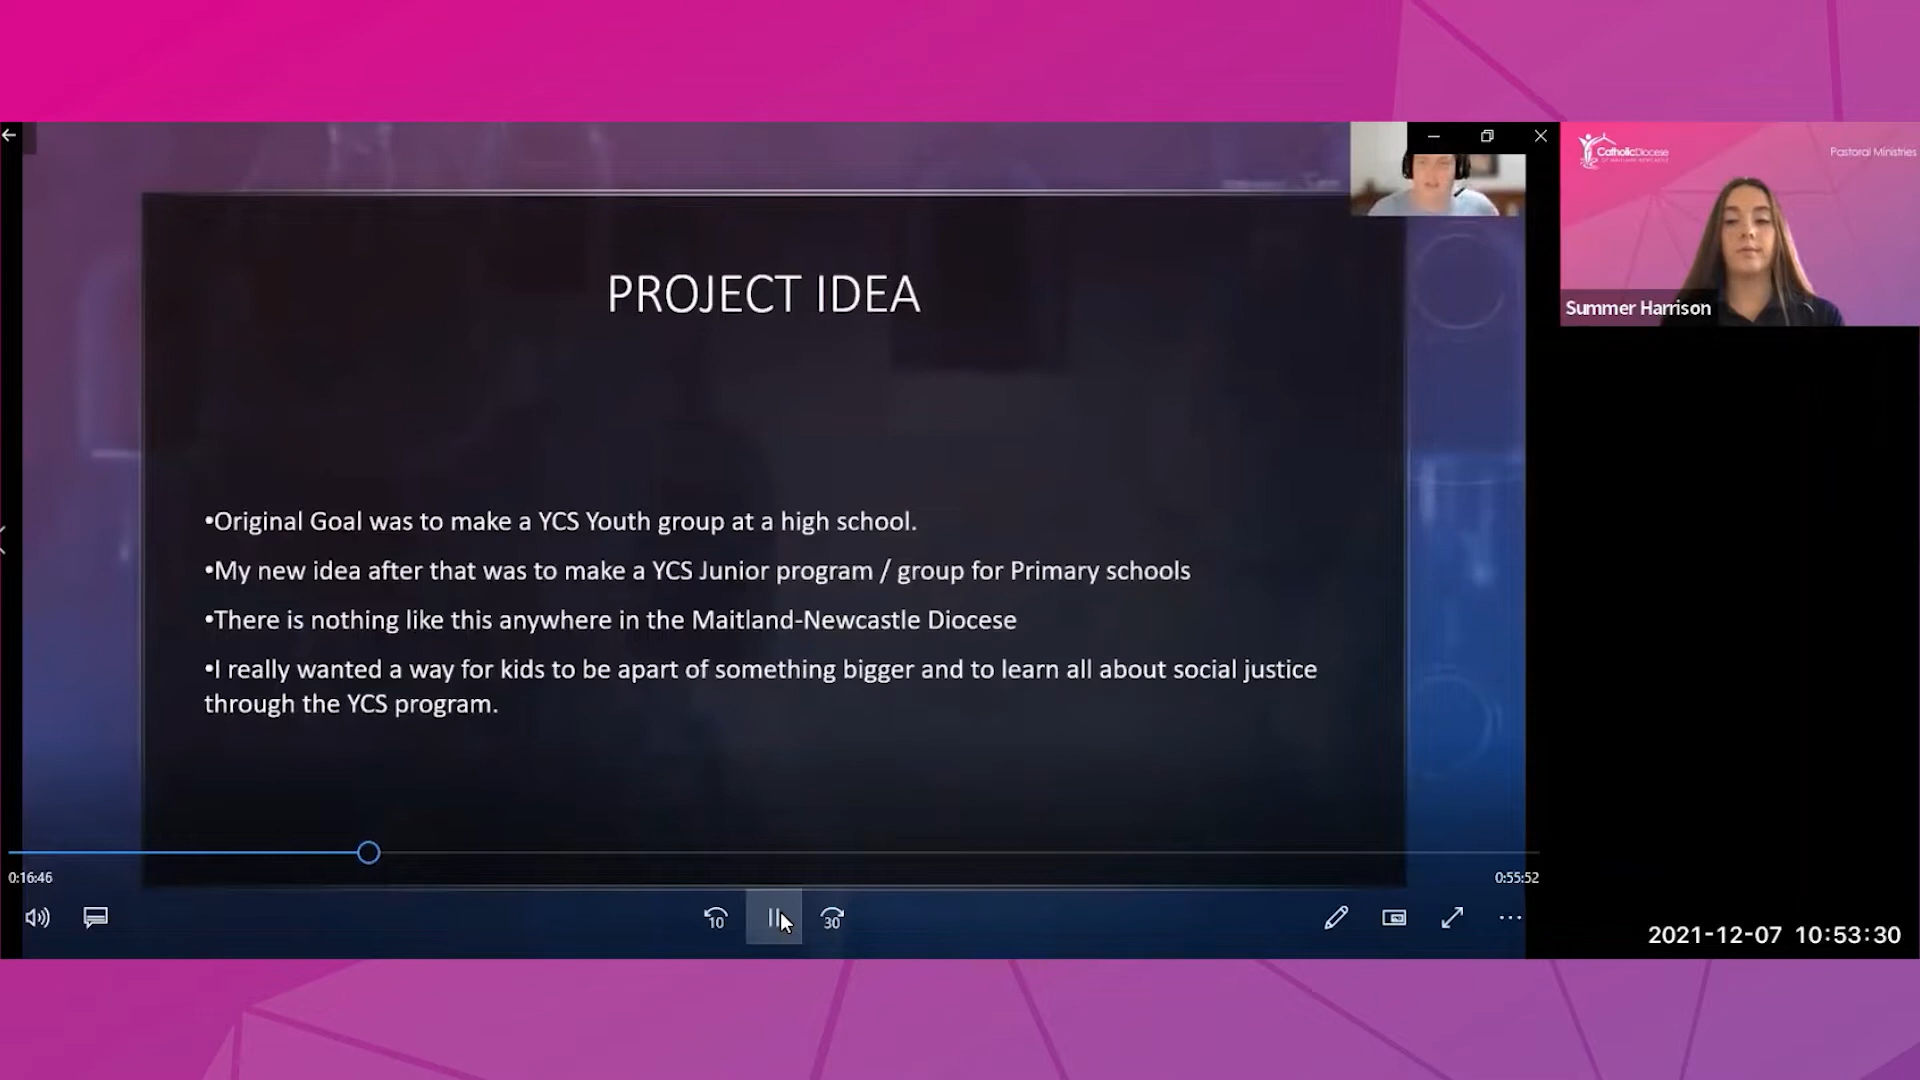 CatholicDiocese
Pastoral Ministries
PROJECT IDEA
Summer Harrison
•Original Goal was to make a YCS Youth group at a high school.
•My new idea after that was to make a YCS Junior program / group for Primary schools
•There is nothing like this anywhere in the Maitland-Newcastle Diocese
•I really wanted a way for kids to be apart of something bigger and to learn all about social justice
through the YCS program.
0:16:46
0:55:52
10
30
2021-12-07 10:53:30